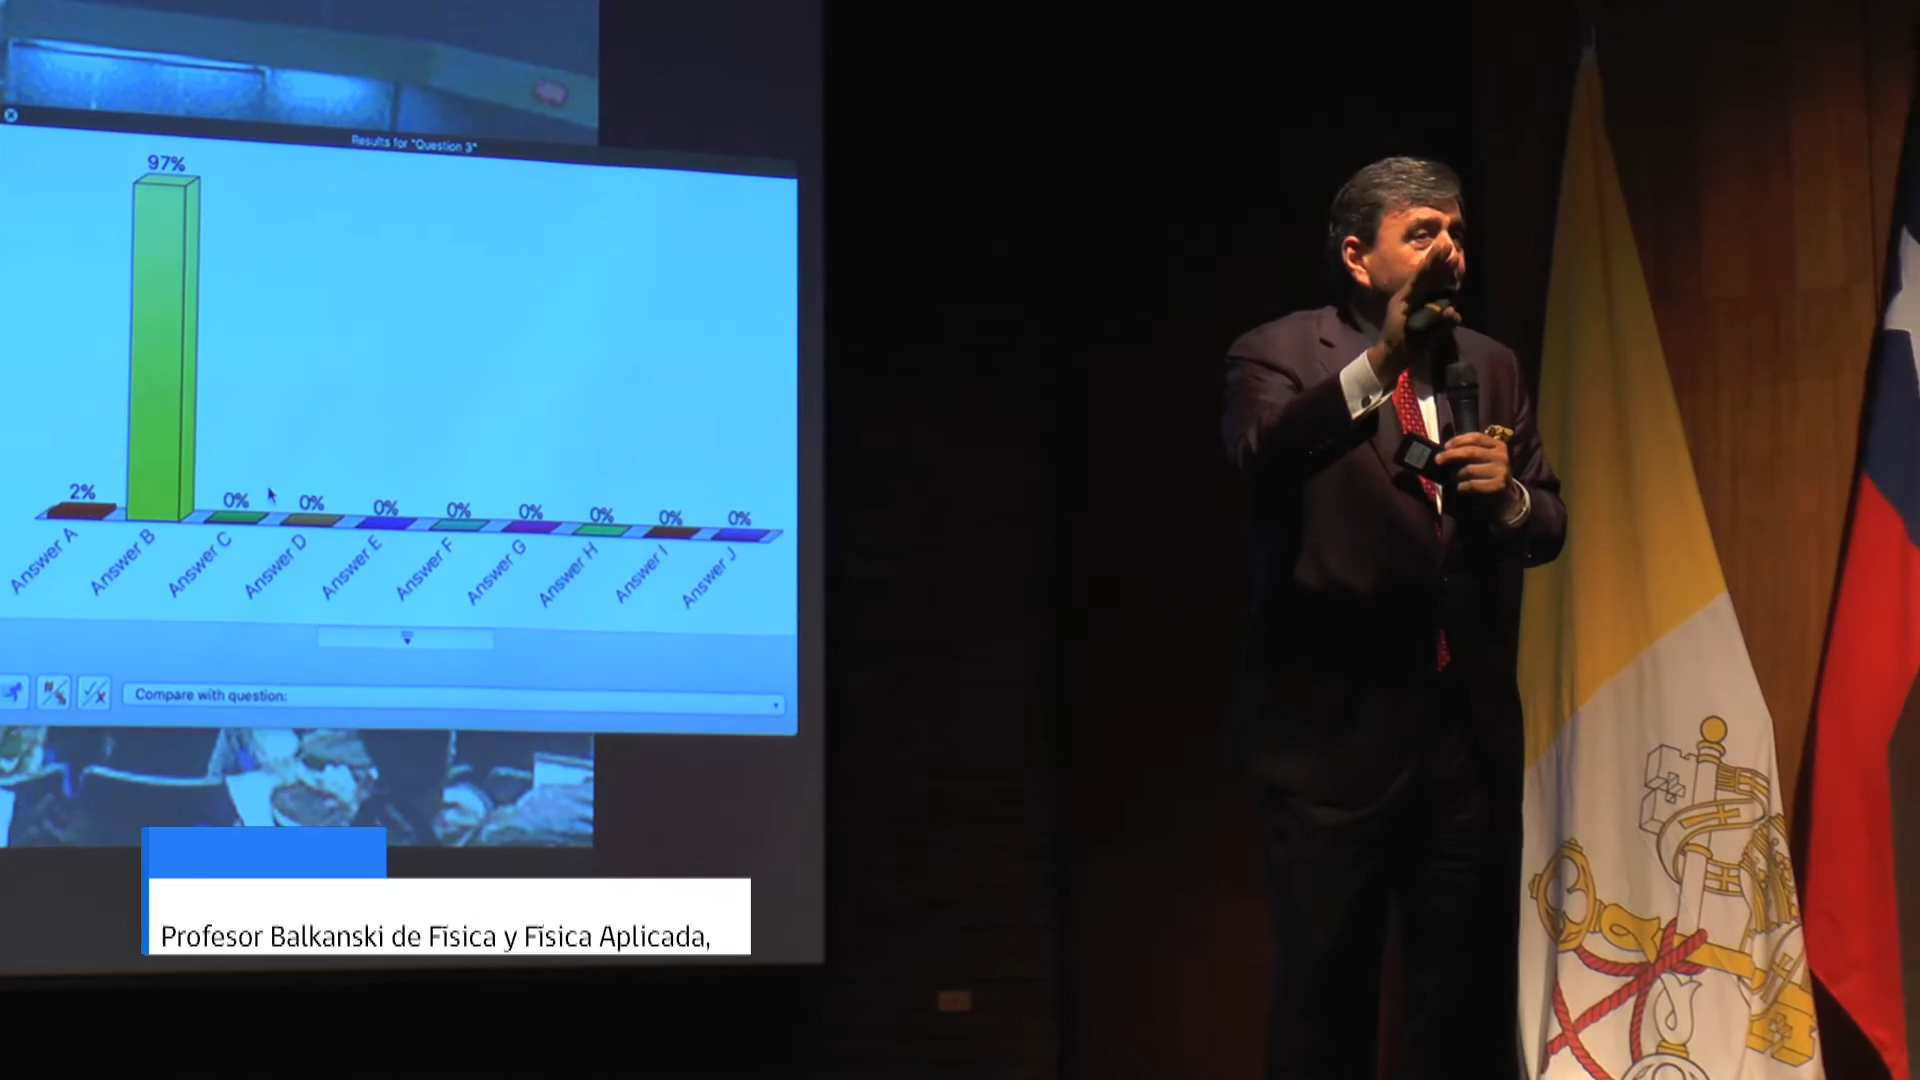 Results for "Question 3"
97%
2%
0%
0%
0%
0%
0%
0%
0%
0%
Answer A
Answer B
Answer C
Answer D
Answer E
Answer F
Answer G
Answer H
Answer I
Answer J
Compare with question:
Profesor Balkanski de Física y Física Aplicada,